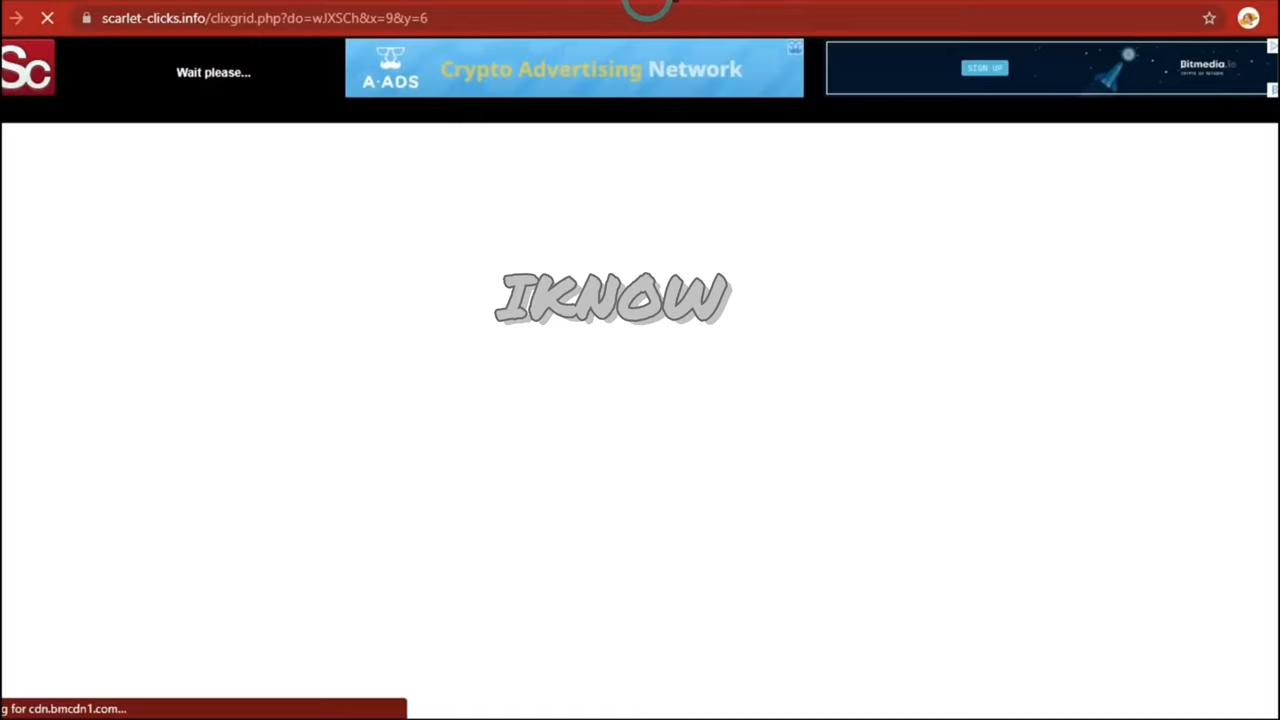 scarlet-clicks.info/clixgrid.php?do=wJXSCh&x=9&y=6
Sc
Wait please...
A-ADS
Crypto Advertising Network
SIGN UP
Bitmedia.io
IKNOW
g for cdn.bmcdn1.com...